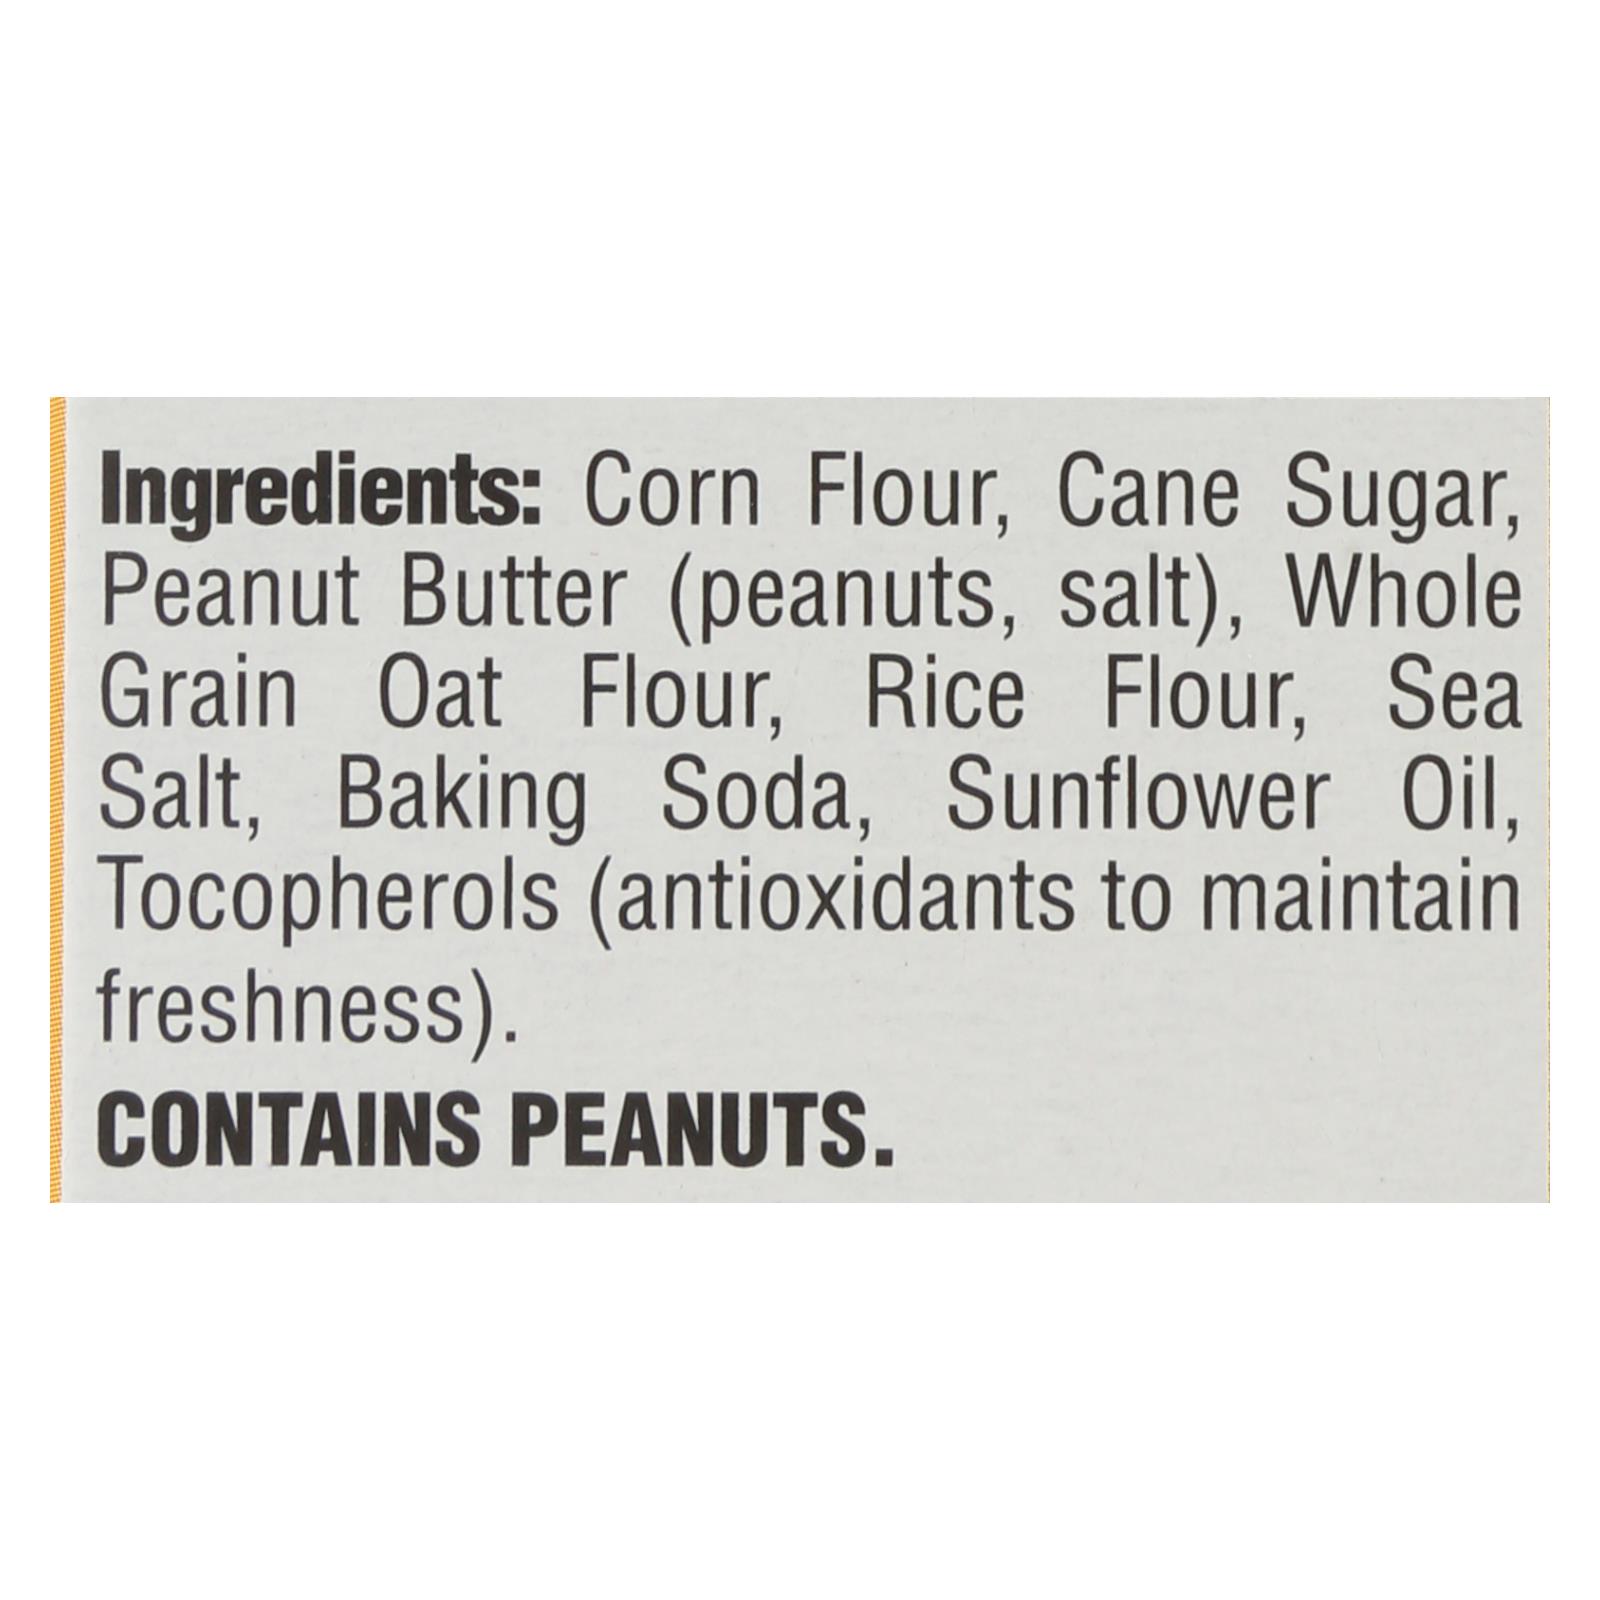 Ingredients: Corn Flour, Cane Sugar,
Peanut Butter (peanuts, salt), Whole
Grain Oat Flour, Rice Flour, Sea
Salt, Baking Soda, Sunflower Oil,
Tocopherols (antioxidants to maintain
freshness).
CONTAINS PEANUTS.